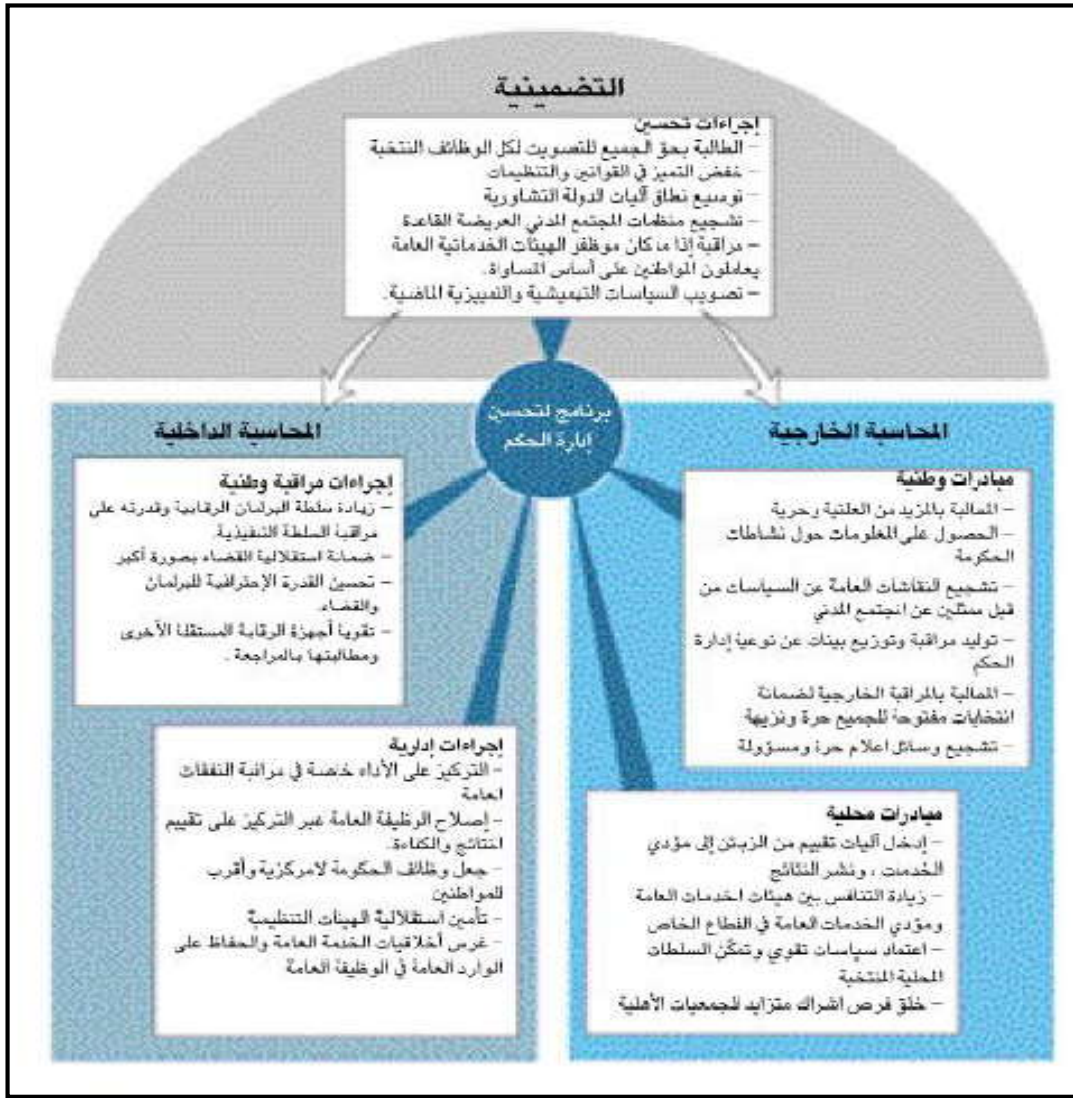 التضمينية
إجراءات تحسين
– الطالبة بحق الجميع للتصويت لكل الوظائف النتخبة
– خفض التميز في القوانين والتنظيمات
– توسيع نطاق آليات الدولة التشاورية
– تشجيع منظمات المجتمع المدني العريضة القاعدة
– مراقبة إذا مكان موظفو الهيئات الخدماتية العامة
يعاملون المواطنين على أساس المساواة.
– تصويب السياسات التهميشية والتمييزية الماضية.
برنامج لتحسين
إدارة الحكم
المحاسبة الخارجية
مبادرات وطنية
– المطالبة بالمزيد من العلنية وحرية
الحصول على المعلومات حول نشاطات
الحكومة
– تشجيع النقاشات العامة عن السياسات من
قبل ممثلين عن المجتمع المدني
– توليد مراقبة وتوزيع بينات عن نوعية إدارة
الحكم
– المطالبة بالمراقبة الخارجية لضمانة
انتخابات مفتوحة للجميع حرة ونزيهة
– تشجيع وسائل اعلام حرة ومسؤولة
مبادرات محلية
– إدخل آليات تقييم من الزبائن إلى مؤدي
الخدمات ، ونشر النتائج
– زيادة التنافس بين هيئات الخدمات العامة
ومؤدي الخدمات العامة في القطاع الخاص
– اعتماد سياسات تقوي وتمكّن السلطات
المحلية المنتخبة
– خلق فرص اشراك متزايد للجمعيات الأهلية
المحاسبة الداخلية
إجراءات مراقبة وطنية
– زيادة سلطة البرلمان الرقابية وقدرته على
مراقبة السلطة التنفيذية.
– ضمانة استقلالية القضاء بصورة أكبر
– تحسين القدرة الإحترافية للبرلمان
والقضاء.
– تقويا أجهزة الرقابة المستقلا الأخرى
ومطالبتها بالمراجعة .
إجراءات إدارية
– التركيز على الأداء خاصة في مراقبة النفقات
العامة
– إصلاح الوظيفة العامة عبر التركيز على تقييم
النتائج والكفاءة.
– جعل وظائف الحكومة لامركزية وأقرب
للمواطنين
– تأمين استقلالية الهيئات التنظيمية
– غرس أخلاقيات الخدمة العامة والحفاظ على
الوارد العامة في الوظيفة العامة